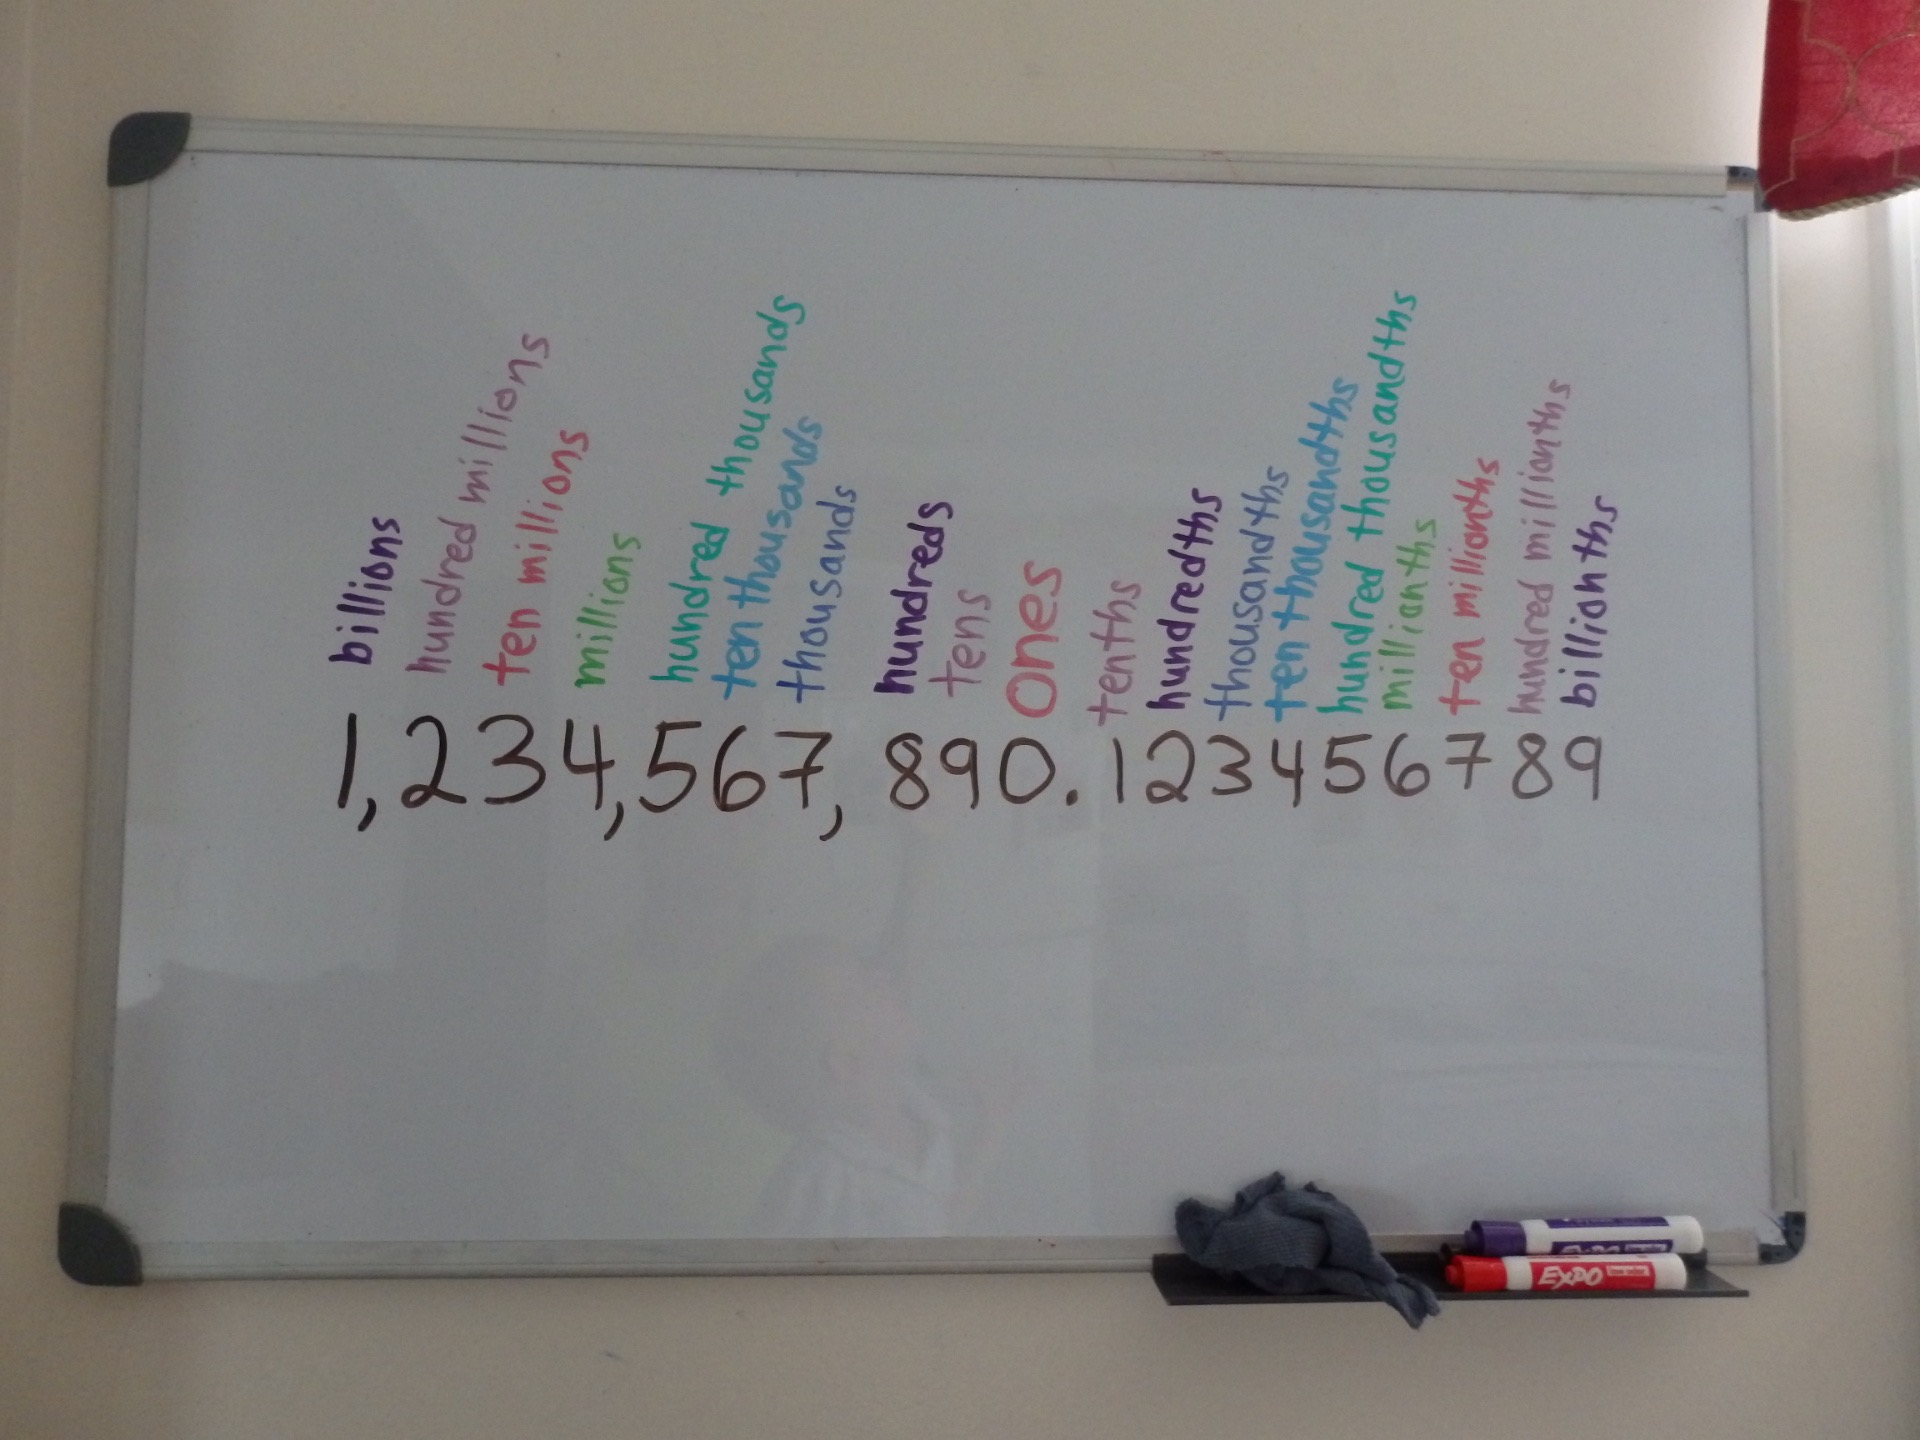 billions
hundred millions
ten millions
millions
hundred thousands
ten thousands
thousands
hundreds
tens
ones
tenths
hundredths
thousandths
ten thousandths
hundred thousandths
millionths
ten millionths
hundred millionths
billionths
1,234,567,890.123456789
EXPO
EXPO